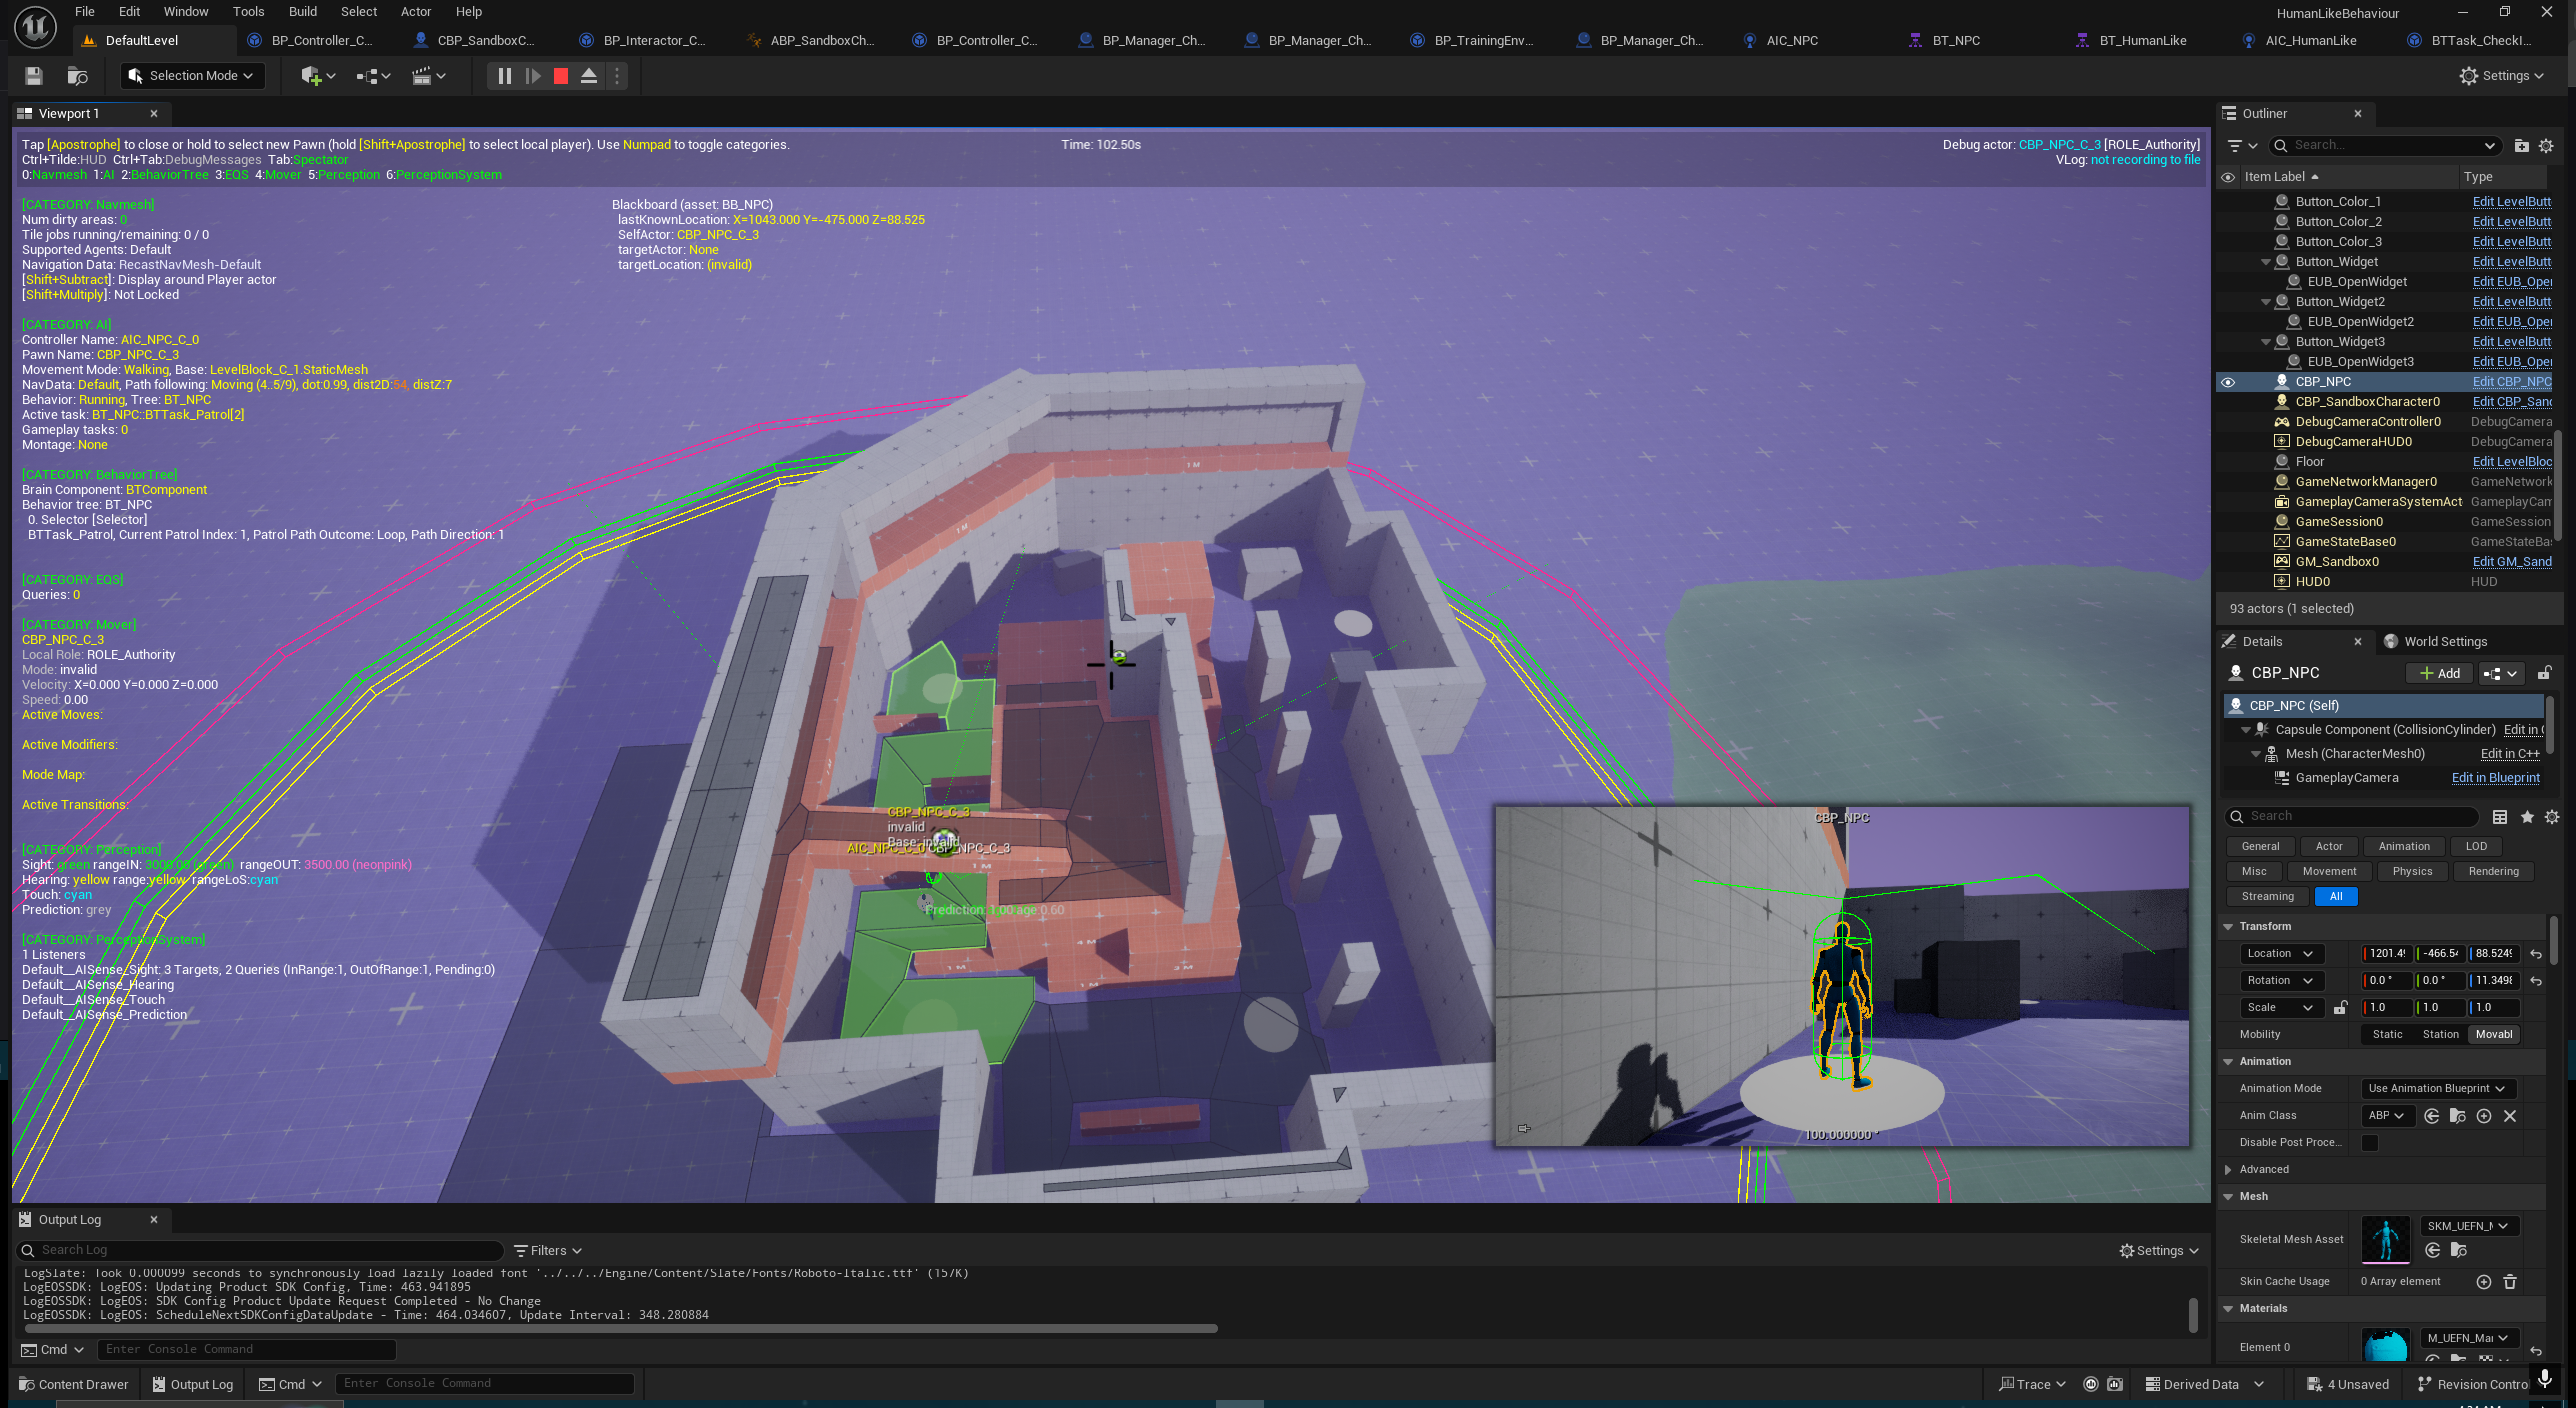 File Edit Window Tools Build Select Actor Help
HumanLikeBehaviour
DefaultLevel BP_Controller_C... CBP_SandboxC... BP_Interactor_C... ABP_SandboxCh... BP_Controller_C... BP_Manager_Ch... BP_Manager_Ch... BP_TrainingEnv... BP_Manager_Ch... AIC_NPC BT_NPC BT_HumanLike AIC_HumanLike BTTask_CheckI...
Selection Mode
Settings
Viewport 1
Tap [Apostrophe] to close or hold to select new Pawn (hold [Shift+Apostrophe] to select local player). Use Numpad to toggle categories.
Ctrl+Tilde:HUD Ctrl+Tab:DebugMessages Tab:Spectator
0:Navmesh 1:AI 2:BehaviorTree 3:EQS 4:Mover 5:Perception 6:PerceptionSystem
Time: 102.50s
Debug actor: CBP_NPC_C_3 [ROLE_Authority]
VLog: not recording to file
[CATEGORY: Navmesh]
Num dirty areas: 0
Tile jobs running/remaining: 0 / 0
Supported Agents: Default
Navigation Data: RecastNavMesh-Default
[Shift+Subtract]: Display around Player actor
[Shift+Multiply]: Not Locked
Blackboard (asset: BB_NPC)
lastKnownLocation: X=1043.000 Y=-475.000 Z=88.525
SelfActor: CBP_NPC_C_3
targetActor: None
targetLocation: (invalid)
[CATEGORY: AI]
Controller Name: AIC_NPC_C_0
Pawn Name: CBP_NPC_C_3
Movement Mode: Walking, Base: LevelBlock_C_1.StaticMesh
NavData: Default, Path following: Moving (4..5/9), dot:0.99, dist2D:54, distZ:7
Behavior: Running, Tree: BT_NPC
Active task: BT_NPC::BTTask_Patrol[2]
Gameplay tasks: 0
Montage: None
[CATEGORY: BehaviorTree]
Brain Component: BTComponent
Behavior tree: BT_NPC
0. Selector [Selector]
BTTask_Patrol, Current Patrol Index: 1, Patrol Path Outcome: Loop, Path Direction: 1
[CATEGORY: EQS]
Queries: 0
[CATEGORY: Mover]
CBP_NPC_C_3
Local Role: ROLE_Authority
Mode: invalid
Velocity: X=0.000 Y=0.000 Z=0.000
Speed: 0.00
Active Moves:
Active Modifiers:
Mode Map:
Active Transitions:
[CATEGORY: Perception]
Sight: green rangeIN: 3000.00 (green) rangeOUT: 3500.00 (neonpink)
Hearing: yellow range:yellow rangeLoS:cyan
Touch: cyan
Prediction: grey
[CATEGORY: PerceptionSystem]
1 Listeners
Default__AISense_Sight: 3 Targets, 2 Queries (InRange:1, OutOfRange:1, Pending:0)
Default__AISense_Hearing
Default__AISense_Touch
Default__AISense_Prediction
1 M
1 M
CBP_NPC_C_3
invalid
Base: invalid
AIC_NPC_C_0 CBP_NPC_C_3
1 M
Prediction: 1.00 age 0.60
4 M
1 M
3 M
CBP_NPC
100.000000 °
Outliner
Search...
Item Label Type
Button_Color_1 Edit LevelButt
Button_Color_2 Edit LevelButt
Button_Color_3 Edit LevelButt
Button_Widget Edit LevelButt
EUB_OpenWidget Edit EUB_Oper
Button_Widget2 Edit LevelButt
EUB_OpenWidget2 Edit EUB_Oper
Button_Widget3 Edit LevelButt
EUB_OpenWidget3 Edit EUB_Oper
CBP_NPC Edit CBP_NPC
CBP_SandboxCharacter0 Edit CBP_Sand
DebugCameraController0 DebugCamera
DebugCameraHUD0 DebugCamera
Floor Edit LevelBloc
GameNetworkManager0 GameNetwork
GameplayCameraSystemAct GameplayCam
GameSession0 GameSession
GameStateBase0 GameStateBa
GM_Sandbox0 Edit GM_Sand
HUD0 HUD
93 actors (1 selected)
Details World Settings
CBP_NPC Add
CBP_NPC (Self)
Capsule Component (CollisionCylinder) Edit in C
Mesh (CharacterMesh0) Edit in C++
GameplayCamera Edit in Blueprint
Search
General Actor Animation LOD
Misc Movement Physics Rendering
Streaming All
Transform
Location 1201.49 -466.54 88.5249
Rotation 0.0 ° 0.0 ° 11.3498
Scale 1.0 1.0 1.0
Mobility Static Station Movabl
Animation
Animation Mode Use Animation Blueprint
Anim Class ABP
Disable Post Proce...
Advanced
Mesh
Skeletal Mesh Asset SKM_UEFN_M
Skin Cache Usage 0 Array element
Materials
Element 0 M_UEFN_Mai
Output Log
Search Log Filters Settings
LogSlate: Took 0.000099 seconds to synchronously load lazily loaded font '../../../Engine/Content/Slate/Fonts/Roboto-Italic.ttf' (157K)
LogEOSSDK: LogEOS: Updating Product SDK Config, Time: 463.941895
LogEOSSDK: LogEOS: SDK Config Product Update Request Completed - No Change
LogEOSSDK: LogEOS: ScheduleNextSDKConfigDataUpdate - Time: 464.034607, Update Interval: 348.280884
Cmd Enter Console Command
Content Drawer Output Log Cmd Enter Console Command Trace Derived Data 4 Unsaved Revision Contro